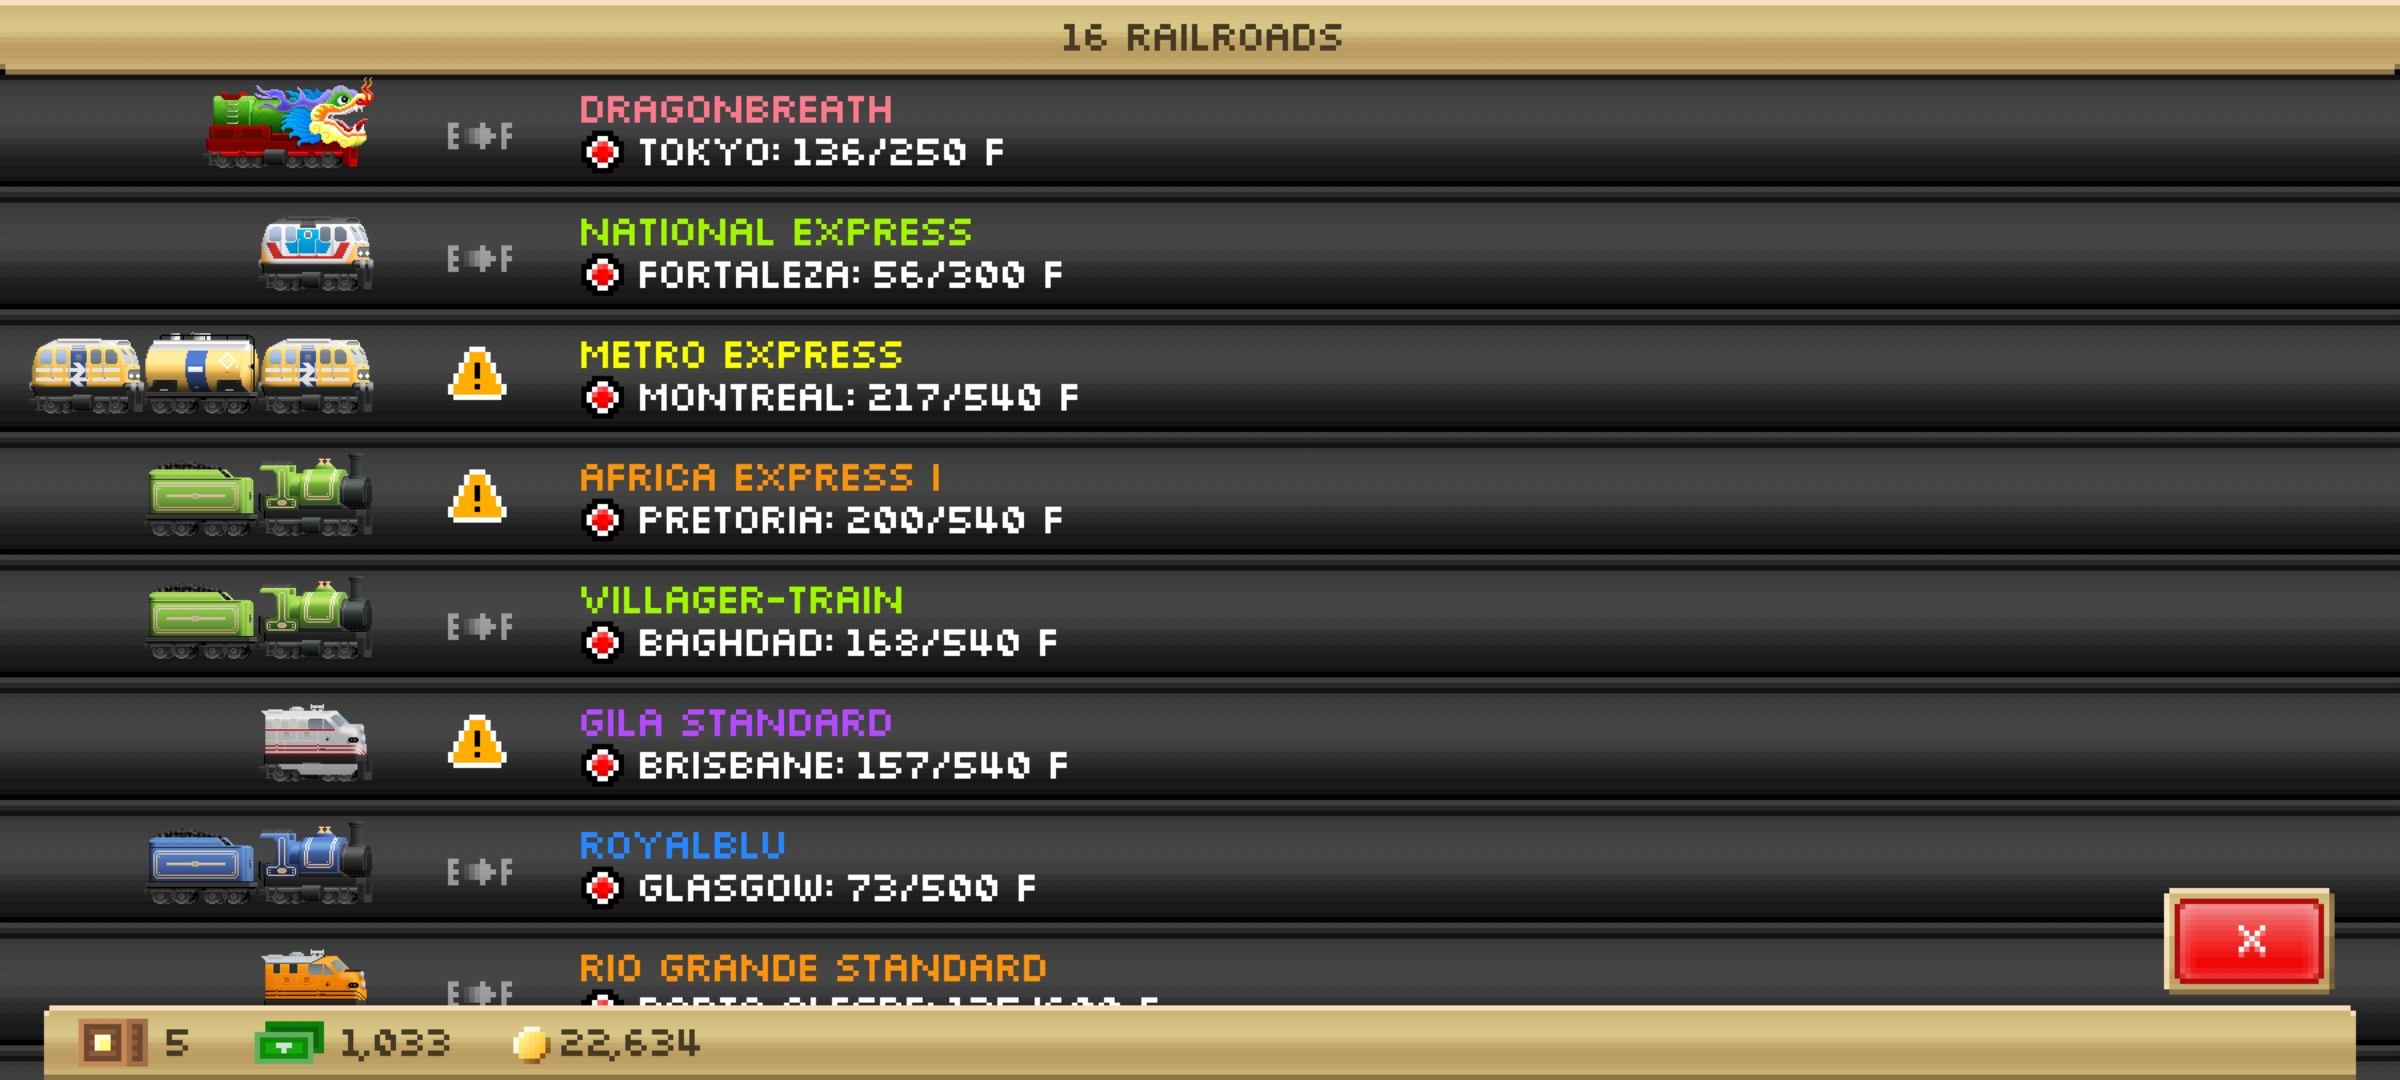 16 RAILROADS
DRAGONBREATH
E F
TOKYO: 136/250 F
NATIONAL EXPRESS
E F
FORTALEZA: 56/300 F
METRO EXPRESS
MONTREAL: 217/540 F
AFRICA EXPRESS I
PRETORIA: 200/540 F
VILLAGER-TRAIN
E F
BAGHDAD: 168/540 F
GILA STANDARD
BRISBANE: 157/540 F
ROYALBLU
E F
GLASGOW: 73/500 F
RIO GRANDE STANDARD
E F
5 1,033 22,634